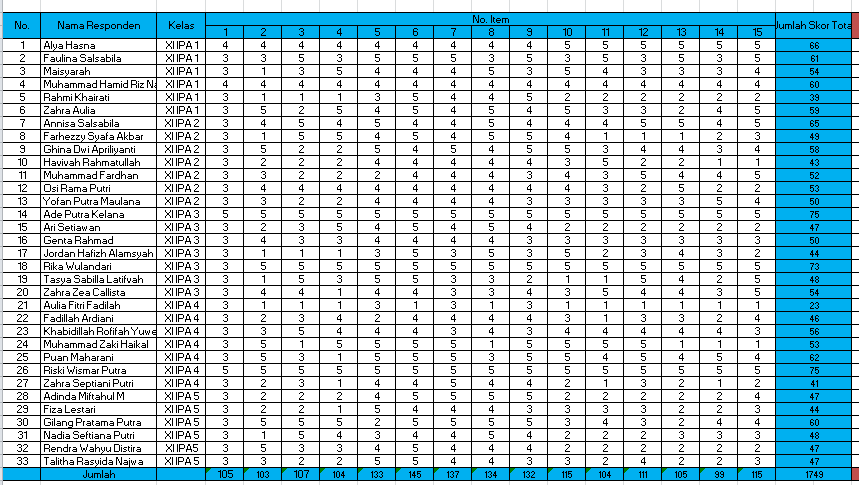 No. Nama Responden Kelas No. Item Jumlah Skor Tota
1 2 3 4 5 6 7 8 9 10 11 12 13 14 15
1 Alya Hasna XI IPA 1 4 4 4 4 4 4 4 4 4 5 5 5 5 5 5 66
2 Faulina Salsabila XI IPA 1 3 3 5 3 5 5 5 3 5 3 5 3 5 3 5 61
3 Maisyarah XI IPA 1 3 1 3 5 4 4 4 5 3 5 4 3 3 3 4 54
4 Muhammad Hamid Riz Na XI IPA 1 4 4 4 4 4 4 4 4 4 4 4 4 4 4 4 60
5 Rahmi Khairati XI IPA 1 3 1 1 1 3 5 4 4 5 2 2 2 2 2 2 39
6 Zahra Aulia XI IPA 1 3 5 2 5 4 5 4 5 4 5 3 3 2 4 5 59
7 Annisa Salsabila XI IPA 2 3 4 5 4 5 4 4 5 4 4 4 5 5 4 5 65
8 Farhezzy Syafa Akbar XI IPA 2 3 1 5 5 4 5 4 5 5 4 1 1 1 2 3 49
9 Ghina Dwi Apriliyanti XI IPA 2 3 5 2 2 5 4 5 4 5 5 3 4 4 3 4 58
10 Havivah Rahmatullah XI IPA 2 3 2 2 2 4 4 4 4 4 3 5 2 2 1 1 43
11 Muhammad Fardhan XI IPA 2 3 3 2 2 2 4 4 4 4 3 3 5 4 4 5 52
12 Osi Rama Putri XI IPA 2 3 4 4 4 4 4 4 4 4 3 2 5 2 2 53
13 Yofan Putra Maulana XI IPA 2 3 3 2 2 4 4 4 4 4 3 3 3 3 5 4 50
14 Ade Putra Kelana XI IPA 3 5 5 5 5 5 5 5 5 5 5 5 5 5 5 5 75
15 Ari Setiawan XI IPA 3 3 2 3 5 4 5 4 5 4 2 2 2 2 2 2 47
16 Genta Rahmad XI IPA 3 3 4 3 3 4 4 4 4 3 3 3 3 3 3 3 50
17 Jordan Hafizh Alamsyah XI IPA 3 3 1 1 1 3 5 3 5 3 5 2 3 4 3 2 44
18 Rika Wulandari XI IPA 3 3 5 5 5 5 5 5 5 5 5 5 5 5 5 5 73
19 Tasya Sabilla Latifvah XI IPA 3 3 1 5 3 5 5 3 3 2 1 1 5 4 2 5 48
20 Zahra Zea Callista XI IPA 3 3 4 4 1 4 4 3 3 4 3 5 4 4 3 5 54
21 Aulia Fitri Fadilah XI IPA 4 3 1 1 1 1 3 1 3 1 1 1 1 1 1 23
22 Fadillah Ardiani XI IPA 4 3 2 3 4 2 4 4 4 4 3 1 3 3 2 4 46
23 Khabidillah Rofifah Yuwe XI IPA 4 3 3 5 4 4 4 3 4 3 4 4 4 4 4 3 56
24 Muhammad Zaki Haikal XI IPA 4 3 5 1 5 5 5 5 1 5 5 5 5 1 1 1 53
25 Puan Maharani XI IPA 4 3 5 3 1 5 5 5 3 5 5 4 5 4 5 4 62
26 Riski Wismar Putra XI IPA 4 5 5 5 5 5 5 5 5 5 5 5 5 5 5 5 75
27 Zahra Septiani Putri XI IPA 4 3 2 3 1 4 4 5 4 4 2 1 3 2 1 2 41
28 Adinda Miftahul M XI IPA 5 3 2 2 2 4 5 5 5 5 2 2 4 2 2 2 47
29 Fiza Lestari XI IPA 5 3 2 2 1 5 4 4 4 3 3 3 3 2 2 3 44
30 Gilang Pratama Putra XI IPA 5 3 5 5 5 2 5 5 5 5 4 3 4 2 4 3 60
31 Nadia Seftiana Putri XI IPA 5 3 1 5 4 3 4 4 5 4 2 2 2 3 3 3 48
32 Rendra Wahyu Distira XI IPA5 3 5 3 3 4 4 5 4 4 2 2 3 2 1 2 47
33 Talitha Rasyida Najwa XI IPA 5 3 3 2 2 5 4 5 4 3 3 2 4 3 2 2 47
Jumlah 105 103 107 104 133 145 137 134 132 115 104 111 105 99 115 1749